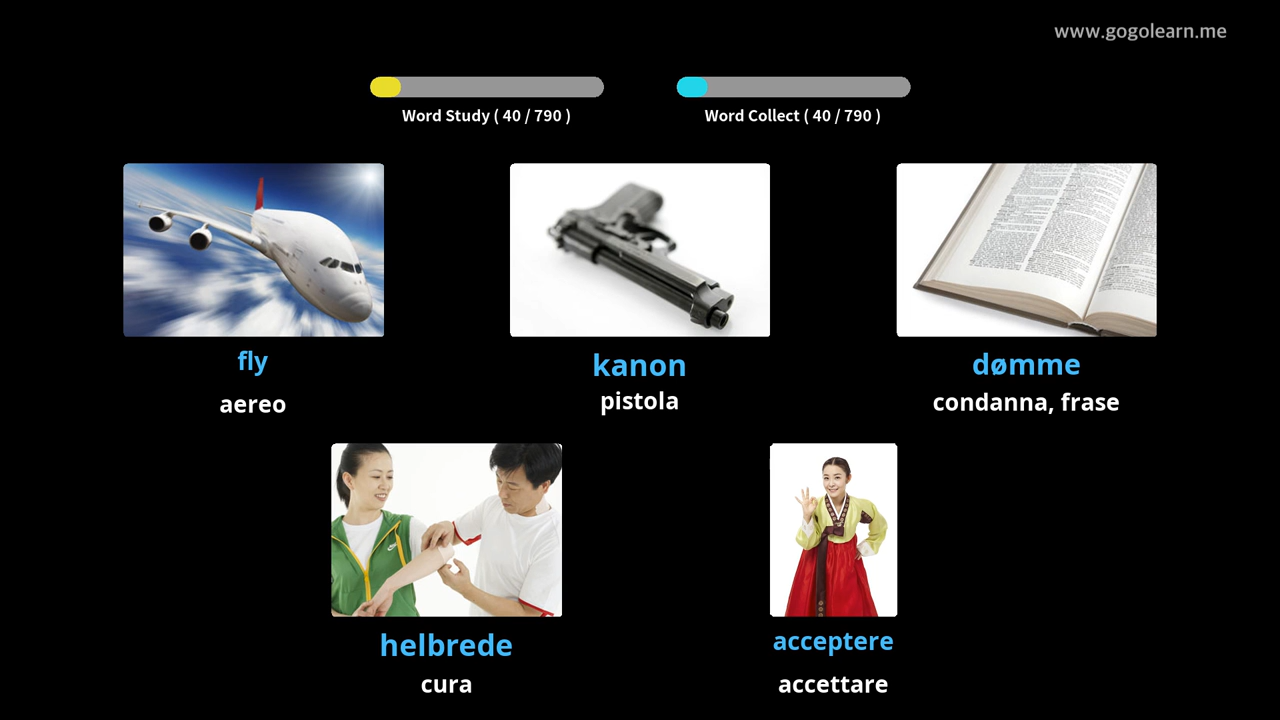 www.gogolearn.me
Word Study ( 40 / 790 )
Word Collect ( 40 / 790 )
fly
aereo
kanon
pistola
dømme
condanna, frase
helbrede
cura
acceptere
accettare